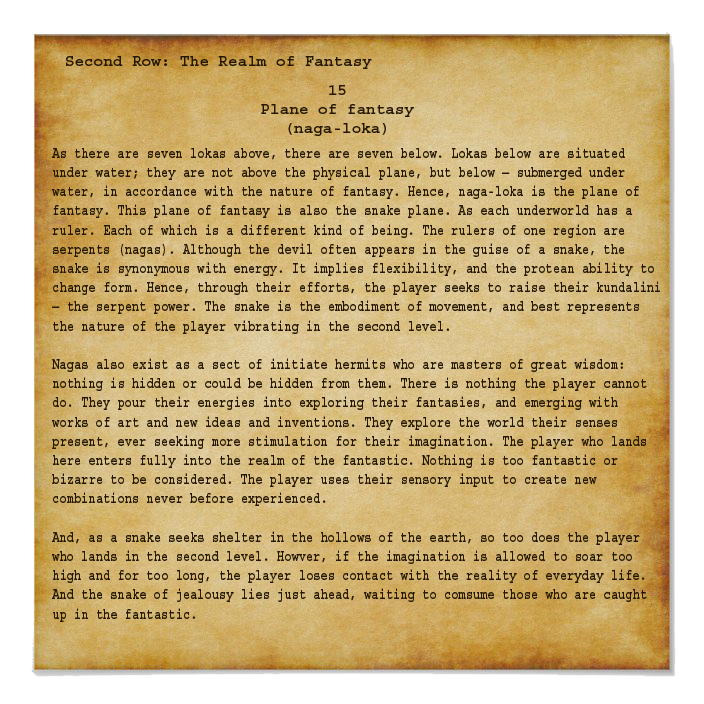 Second Row: The Realm of Fantasy
15
Plane of fantasy
(naga-loka)
As there are seven lokas above, there are seven below. Lokas below are situated
under water; they are not above the physical plane, but below — submerged under
water, in accordance with the nature of fantasy. Hence, naga-loka is the plane of
fantasy. This plane of fantasy is also the snake plane. As each underworld has a
ruler. Each of which is a different kind of being. The rulers of one region are
serpents (nagas). Although the devil often appears in the guise of a snake, the
snake is synonymous with energy. It implies flexibility, and the protean ability to
change form. Hence, through their efforts, the player seeks to raise their kundalini
— the serpent power. The snake is the embodiment of movement, and best represents
the nature of the player vibrating in the second level.
Nagas also exist as a sect of initiate hermits who are masters of great wisdom:
nothing is hidden or could be hidden from them. There is nothing the player cannot
do. They pour their energies into exploring their fantasies, and emerging with
works of art and new ideas and inventions. They explore the world their senses
present, ever seeking more stimulation for their imagination. The player who lands
here enters fully into the realm of the fantastic. Nothing is too fantastic or
bizarre to be considered. The player uses their sensory input to create new
combinations never before experienced.
And, as a snake seeks shelter in the hollows of the earth, so too does the player
who lands in the second level. Howver, if the imagination is allowed to soar too
high and for too long, the player loses contact with the reality of everyday life.
And the snake of jealousy lies just ahead, waiting to comsume those who are caught
up in the fantastic.